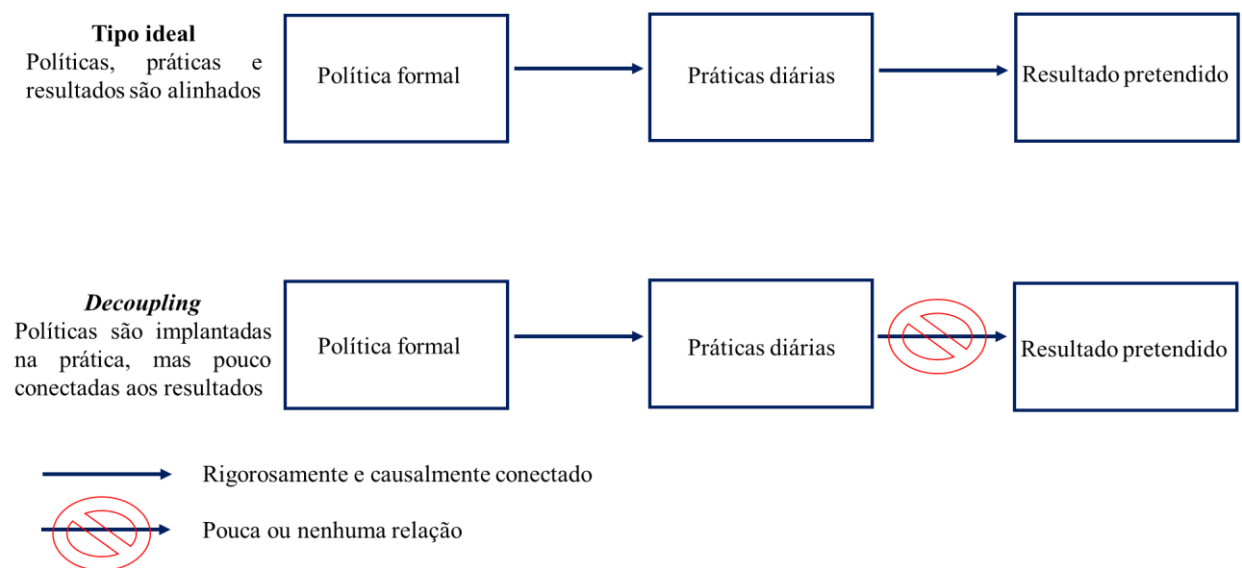 Tipo ideal
Políticas, práticas e
resultados são alinhados
Política formal
Práticas diárias
Resultado pretendido
Decoupling
Políticas são implantadas
na prática, mas pouco
conectadas aos resultados
Política formal
Práticas diárias
Resultado pretendido
Rigorosamente e causalmente conectado
Pouca ou nenhuma relação